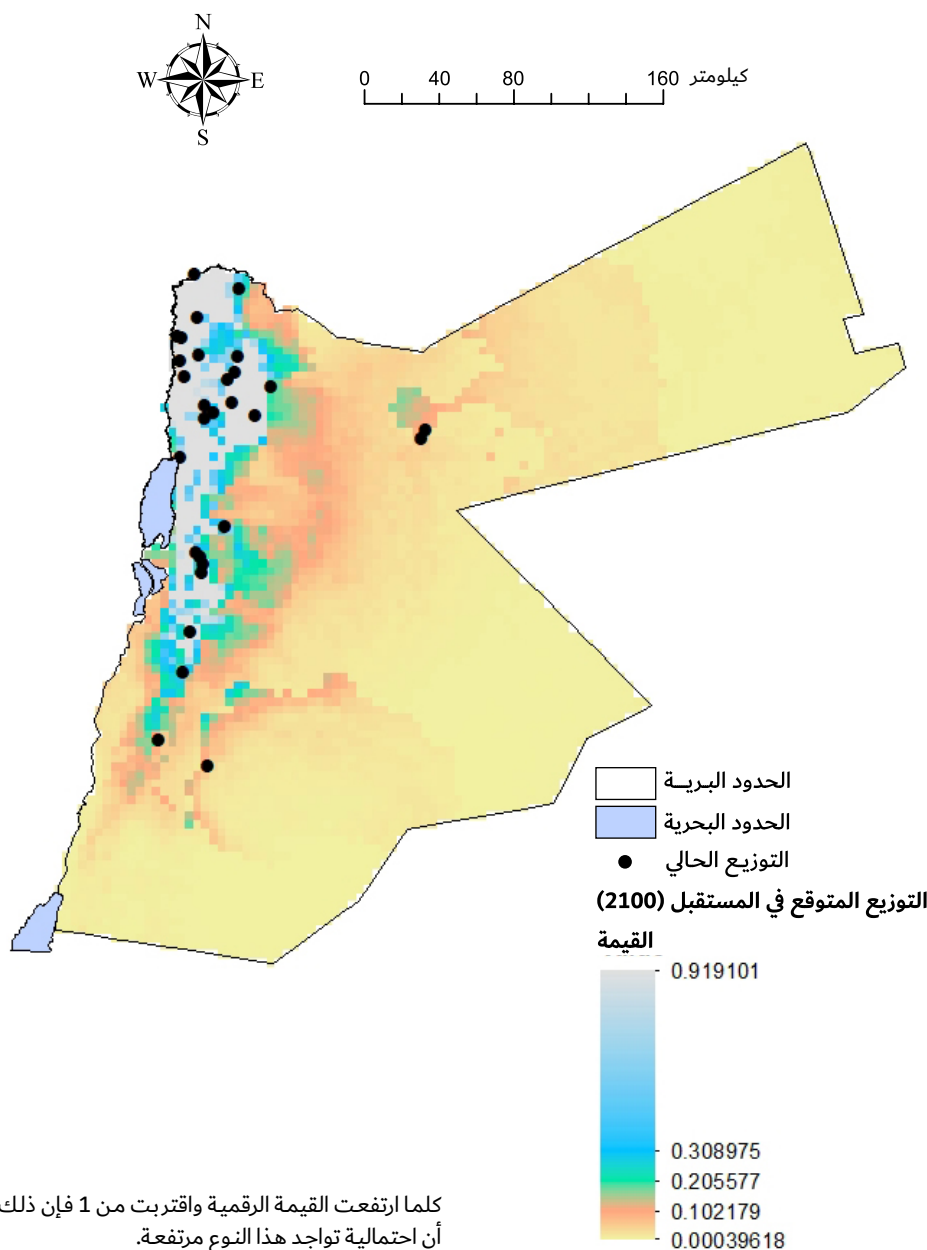 N
W
E
S
0 40 80 160 كيلومتر
الحدود البريــة
الحدود البحرية
التوزيع الحالي
التوزيع المتوقع في المستقبل (2100)
القيمة
0.919101
0.308975
0.205577
0.102179
0.00039618
كلما ارتفعت القيمة الرقمية واقتربت من 1 فإن ذلك
أن احتمالية تواجد هذا النوع مرتفعة.